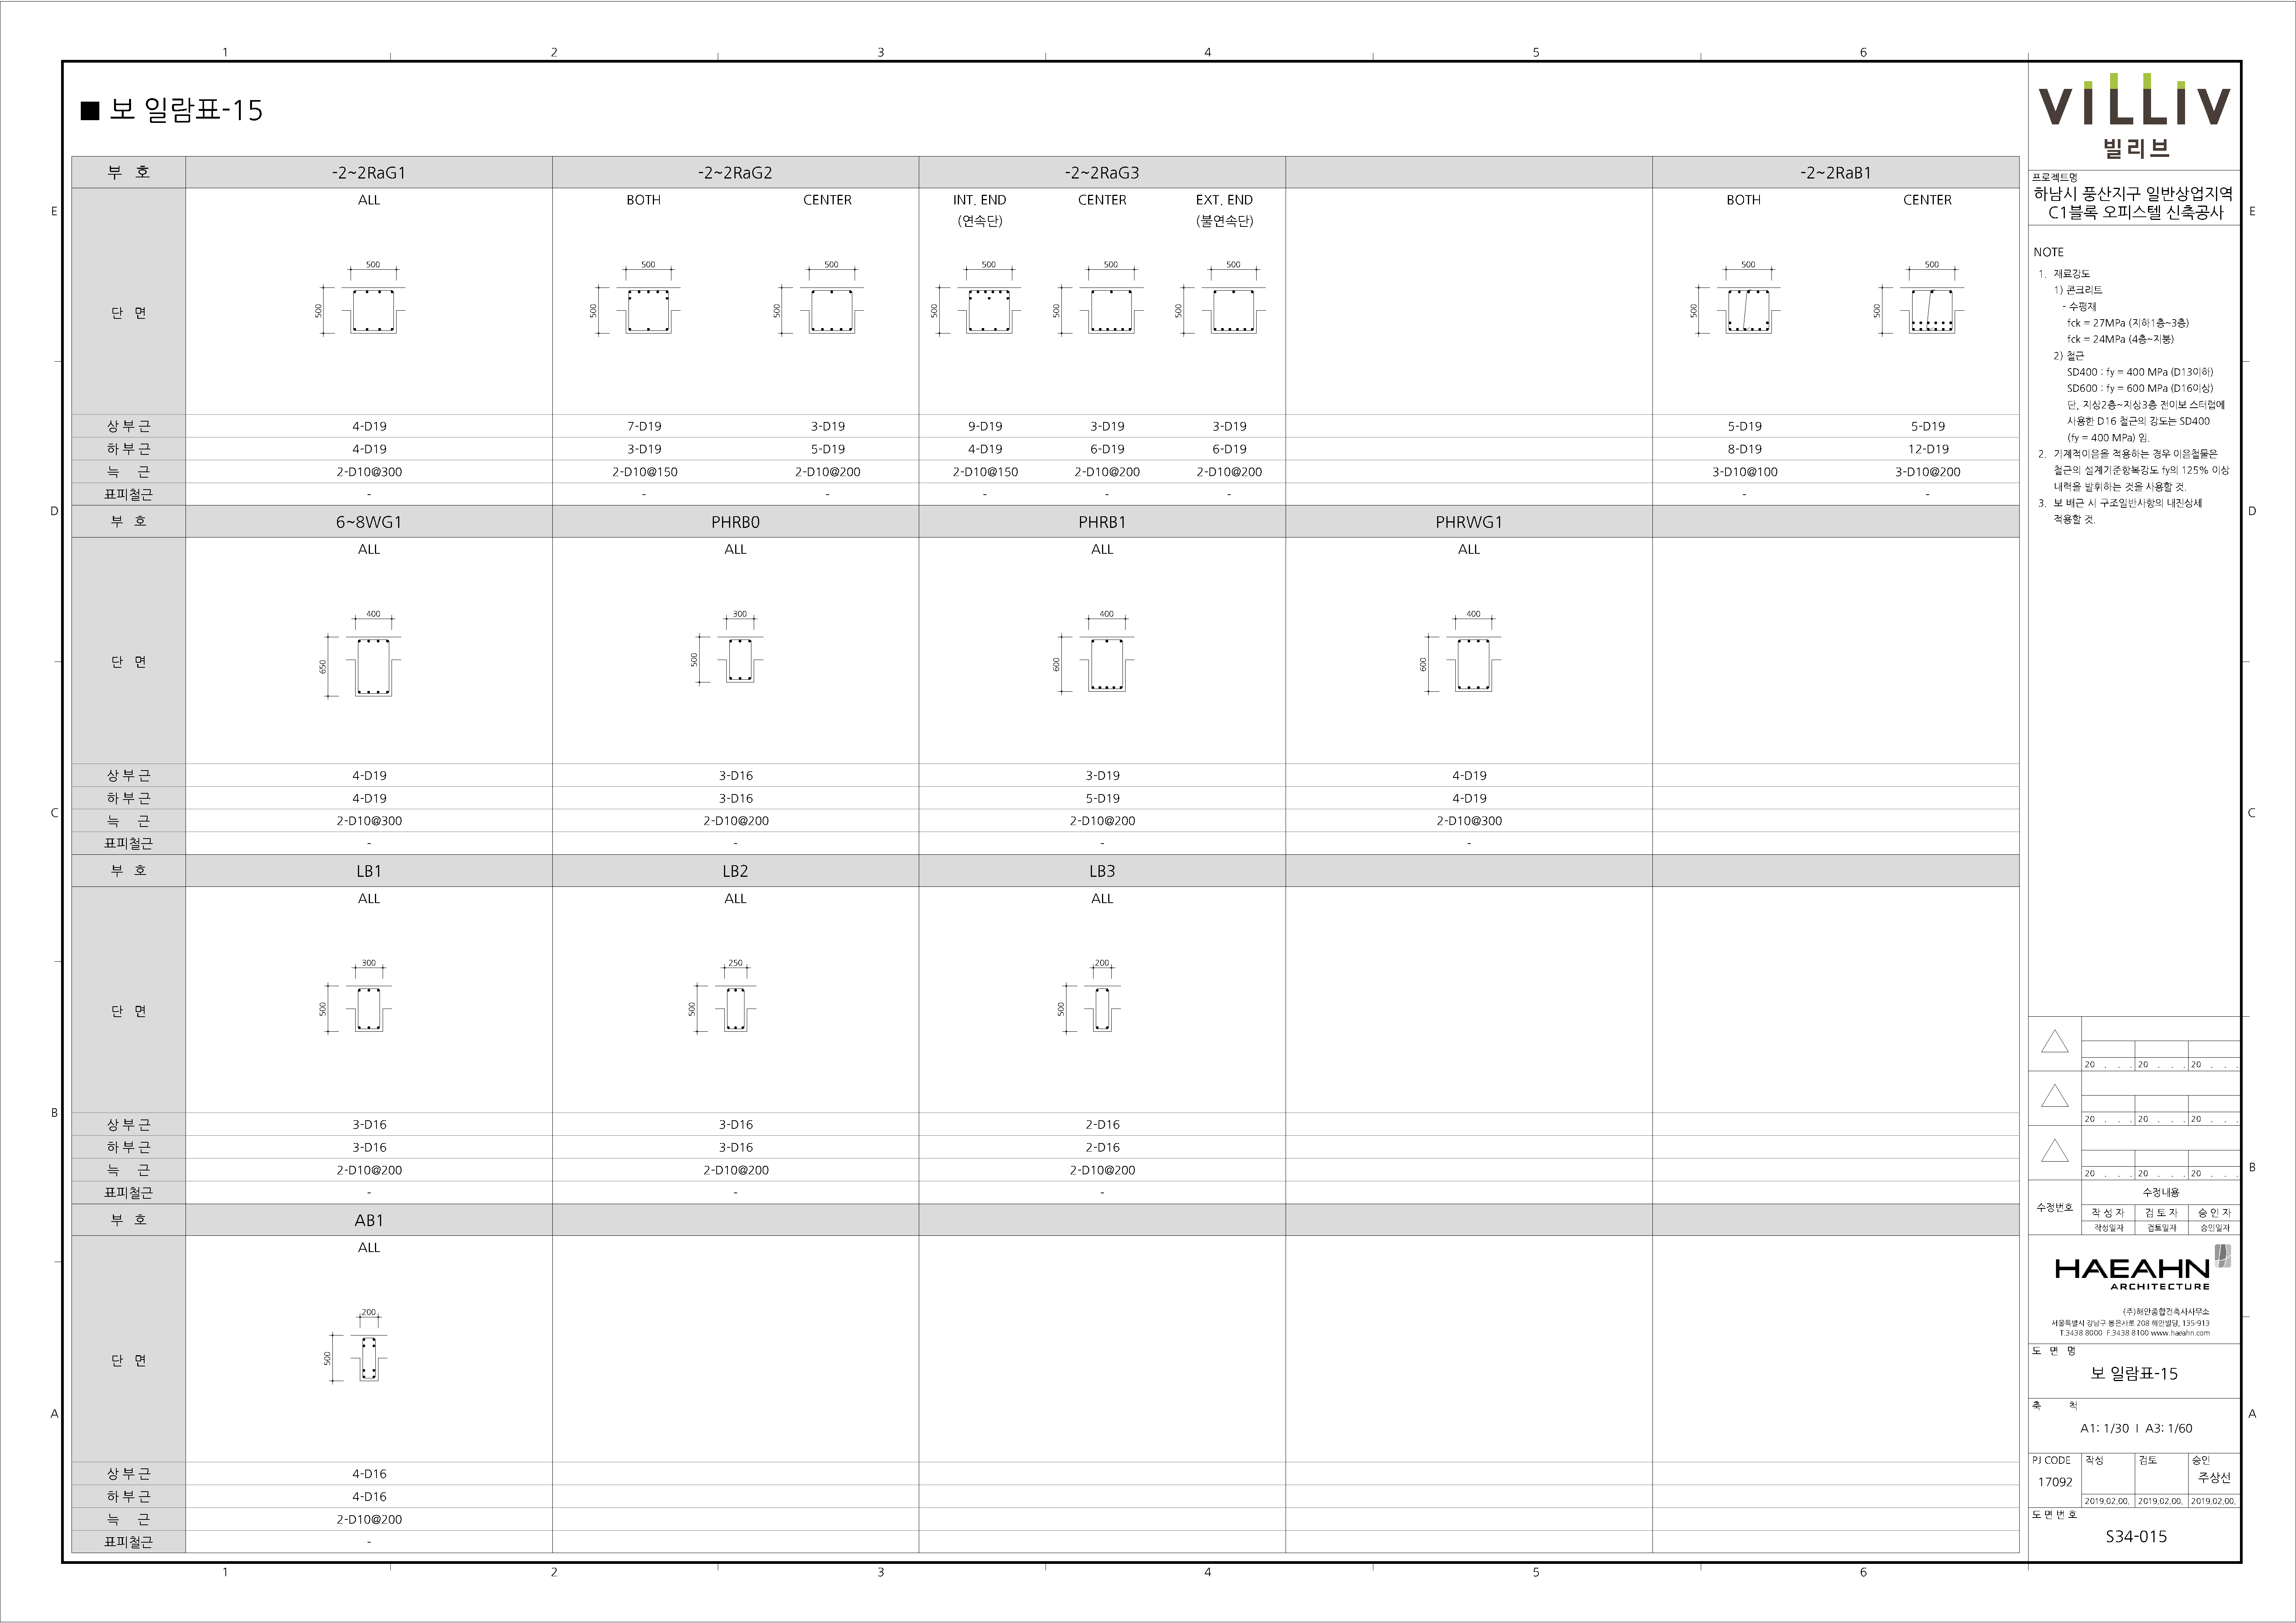 1 2 3 4 5 6
■ 보 일람표-15
부 호 -2~2RaG1 -2~2RaG2 -2~2RaG3 -2~2RaB1
ALL BOTH CENTER INT. END CENTER EXT. END BOTH CENTER
(연속단) (불연속단)
500 500 500 500 500 500 500 500
단 면 500 500 500 500 500 500 500 500
상부근 4-D19 7-D19 3-D19 9-D19 3-D19 3-D19 5-D19 5-D19
하부근 4-D19 3-D19 5-D19 4-D19 6-D19 6-D19 8-D19 12-D19
늑 근 2-D10@300 2-D10@150 2-D10@200 2-D10@150 2-D10@200 2-D10@200 3-D10@100 3-D10@200
표피철근 - - - - - - - -
부 호 6~8WG1 PHRB0 PHRB1 PHRWG1
ALL ALL ALL ALL
400 300 400 400
단 면 650 500 600 600
상부근 4-D19 3-D16 3-D19 4-D19
하부근 4-D19 3-D16 5-D19 4-D19
늑 근 2-D10@300 2-D10@200 2-D10@200 2-D10@300
표피철근 - - - -
부 호 LB1 LB2 LB3
ALL ALL ALL
300 250 200
단 면 500 500 500
상부근 3-D16 3-D16 2-D16
하부근 3-D16 3-D16 2-D16
늑 근 2-D10@200 2-D10@200 2-D10@200
표피철근 - - -
부 호 AB1
ALL
200
단 면 500
상부근 4-D16
하부근 4-D16
늑 근 2-D10@200
표피철근 -
E
D
C
B
A
VILLIV
빌리브
프로젝트명
하남시 풍산지구 일반상업지역
C1블록 오피스텔 신축공사
NOTE
1. 재료강도
1) 콘크리트
- 수평재
fck = 27MPa (지하1층~3층)
fck = 24MPa (4층~지붕)
2) 철근
SD400 : fy = 400 MPa (D13이하)
SD600 : fy = 600 MPa (D16이상)
단, 지상2층~지상3층 전이보 스터럽에
사용한 D16 철근의 강도는 SD400
(fy = 400 MPa) 임.
2. 기계적이음을 적용하는 경우 이음철물은
철근의 설계기준항복강도 fy의 125% 이상
내력을 발휘하는 것을 사용할 것.
3. 보 배근 시 구조일반사항의 내진상세
적용할 것.
20 . . . 20 . . . 20 . . .
20 . . . 20 . . . 20 . . .
20 . . . 20 . . . 20 . . .
수정번호 수정내용
작성자 검토자 승인자
작성일자 검토일자 승인일자
HAEAHN
ARCHITECTURE
(주)해안종합건축사사무소
서울특별시 강남구 봉은사로 208 해안빌딩, 135-913
T.3438 8000 F.3438 8100 www.haeahn.com
도 면 명
보 일람표-15
축 척
A1: 1/30 I A3: 1/60
PJ CODE 작성 검토 승인
17092 주상선
2019.02.00. 2019.02.00. 2019.02.00.
도면번호
S34-015
E
D
C
B
A
1 2 3 4 5 6